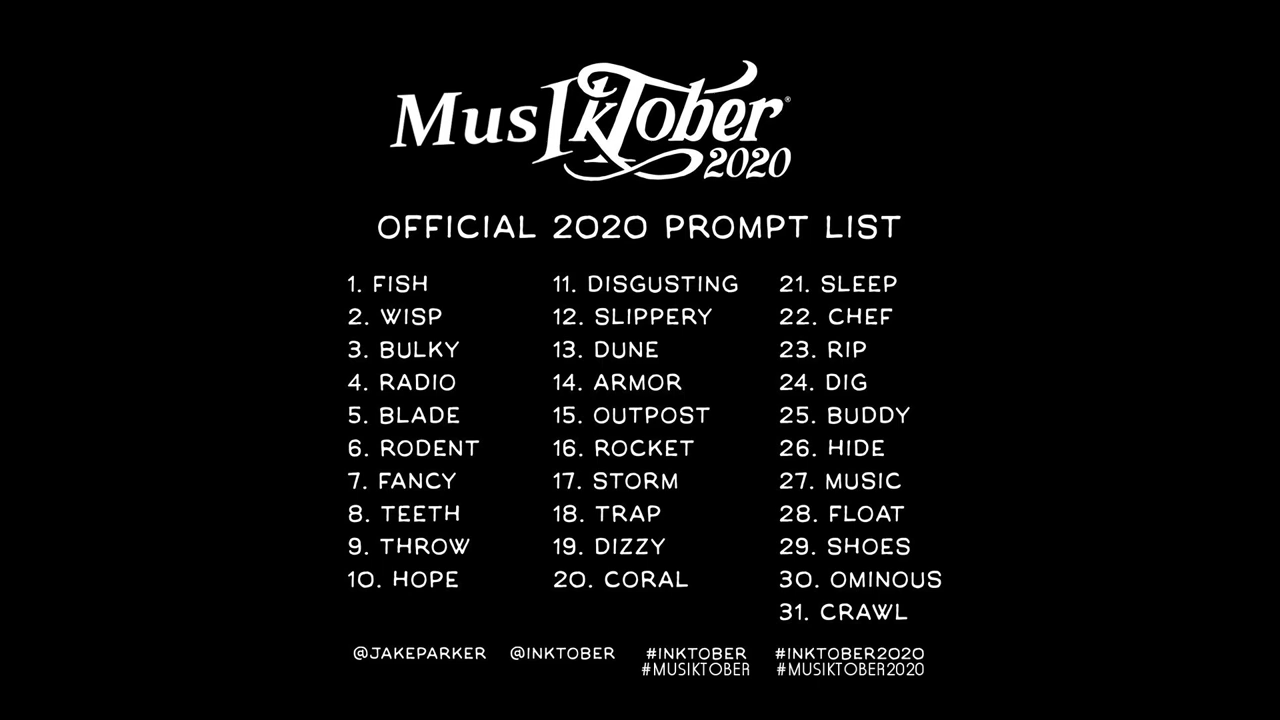 MusIkTober®
2020
OFFICIAL 2020 PROMPT LIST
1. FISH
2. WISP
3. BULKY
4. RADIO
5. BLADE
6. RODENT
7. FANCY
8. TEETH
9. THROW
10. HOPE
11. DISGUSTING
12. SLIPPERY
13. DUNE
14. ARMOR
15. OUTPOST
16. ROCKET
17. STORM
18. TRAP
19. DIZZY
20. CORAL
21. SLEEP
22. CHEF
23. RIP
24. DIG
25. BUDDY
26. HIDE
27. MUSIC
28. FLOAT
29. SHOES
30. OMINOUS
31. CRAWL
@JAKEPARKER @INKTOBER #INKTOBER #INKTOBER2020
#MUSIKTOBER #MUSIKTOBER2020